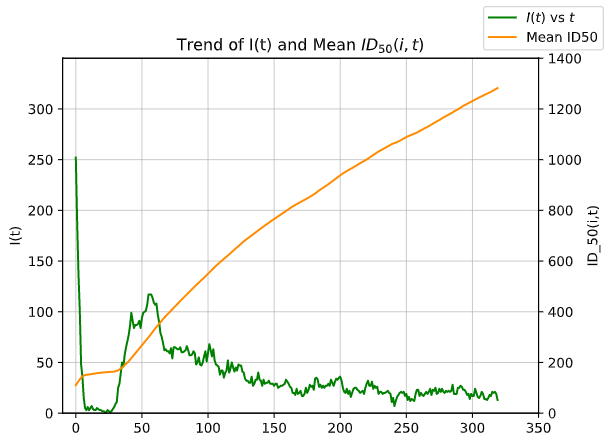 I(t) vs t
Mean ID50
Trend of I(t) and Mean ID₅₀(i, t)
300
250
200
150
100
50
0
I(t)
1400
1200
1000
800
600
400
200
0
ID_50(i,t)
0 50 100 150 200 250 300 350